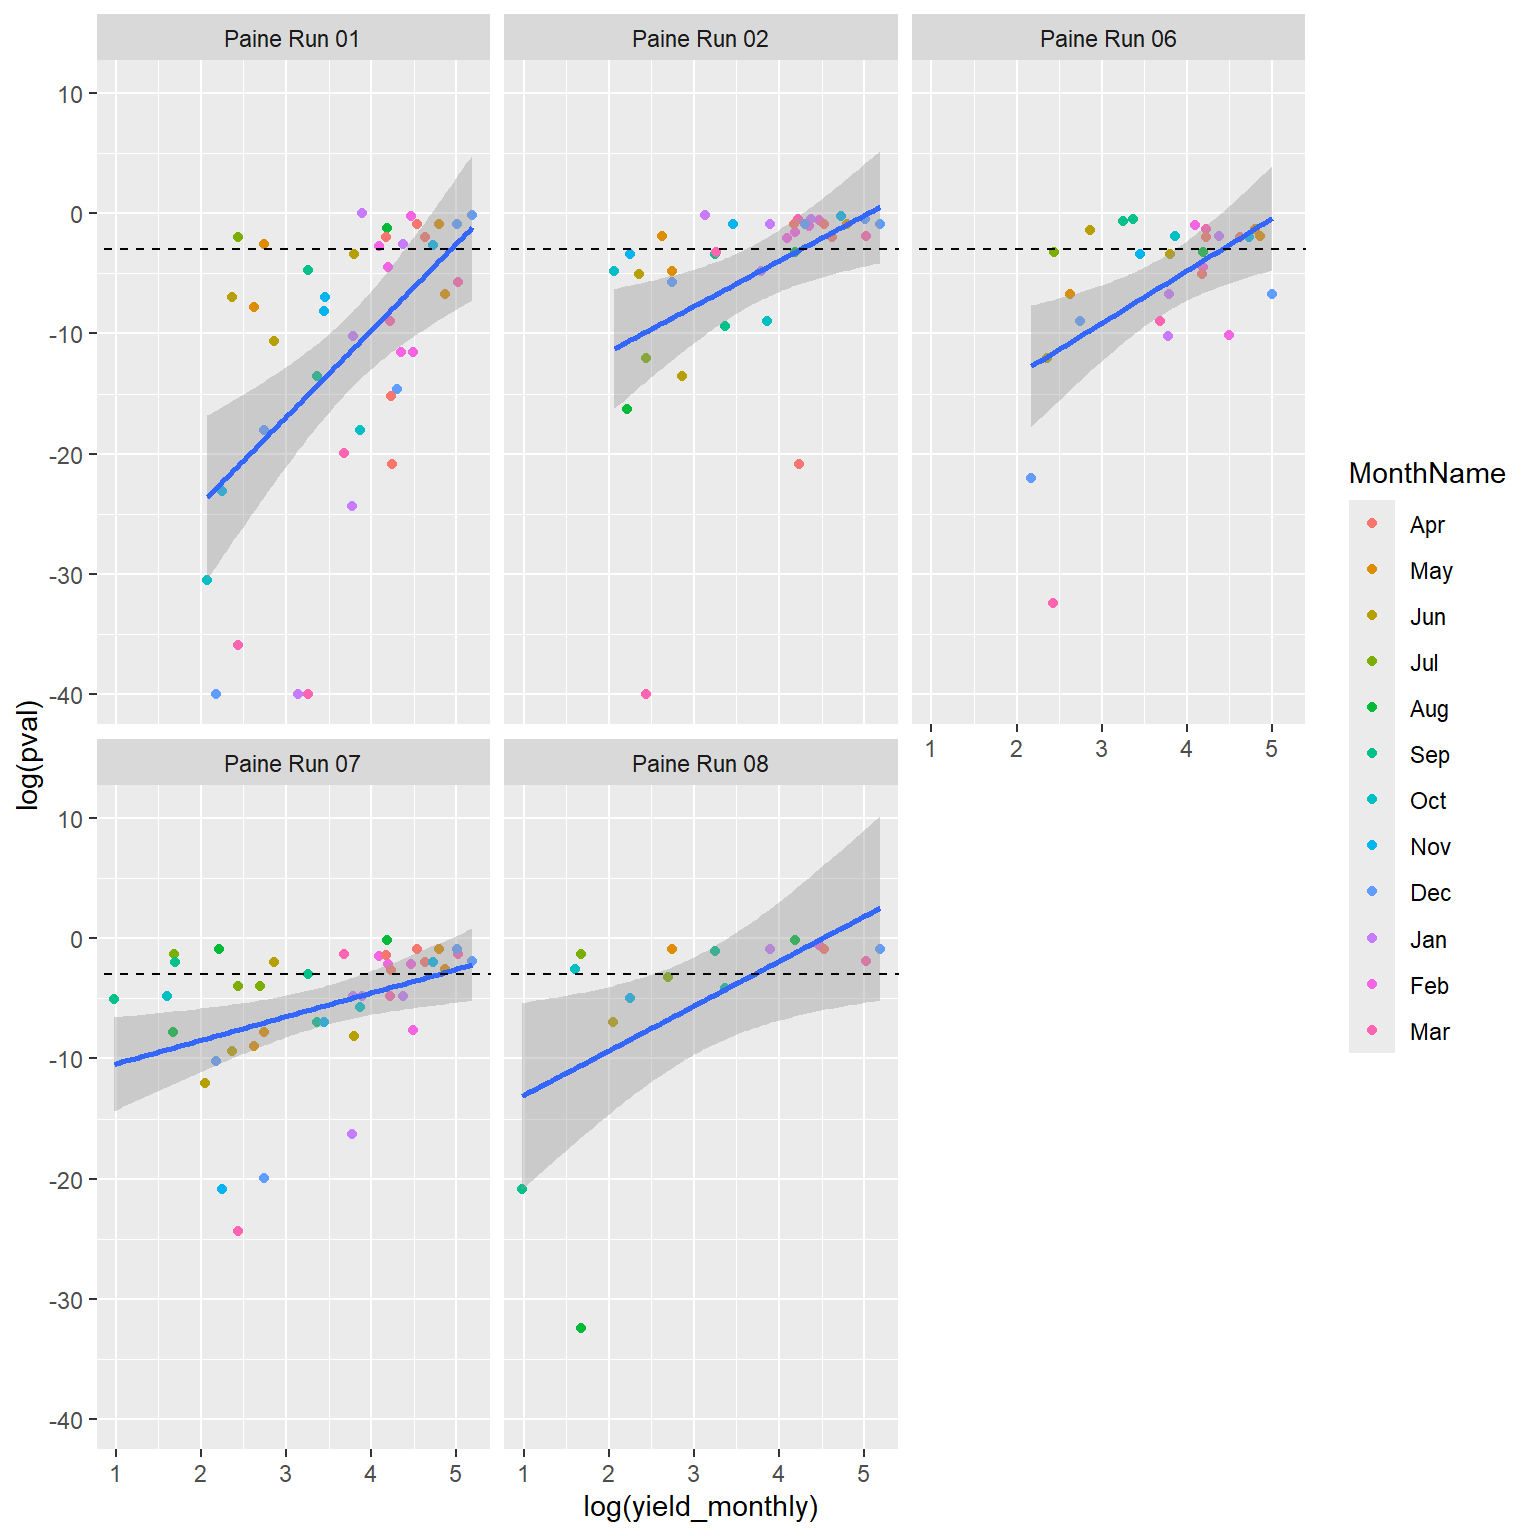 Paine Run 01
Paine Run 02
Paine Run 06
10
0
-10
-20
-30
-40
1
2
3
4
5
Paine Run 07
Paine Run 08
10
0
-10
-20
-30
-40
1
2
3
4
5
1
2
3
4
5
log(yield_monthly)
log(pval)
MonthName
Apr
May
Jun
Jul
Aug
Sep
Oct
Nov
Dec
Jan
Feb
Mar